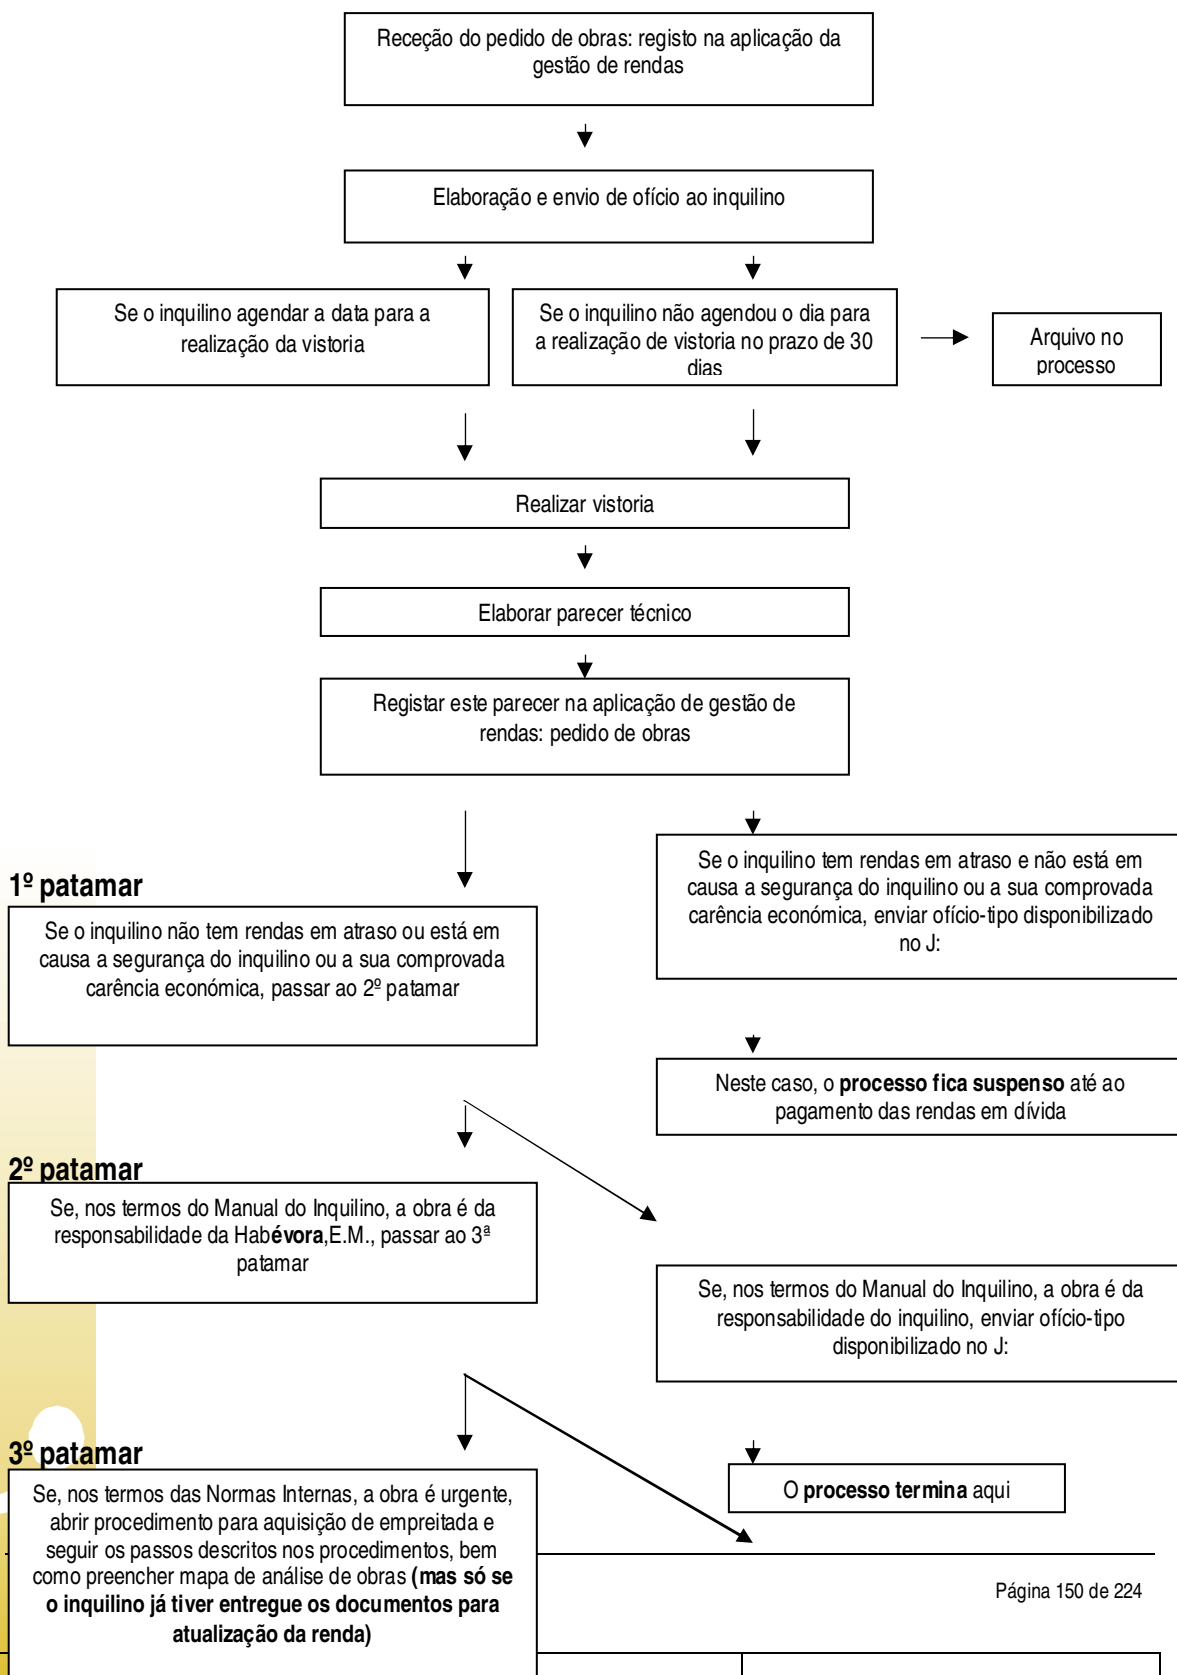 Receção do pedido de obras: registo na aplicação da
gestão de rendas
Elaboração e envio de ofício ao inquilino
Se o inquilino agendar a data para a
realização da vistoria
Se o inquilino não agendou o dia para
a realização de vistoria no prazo de 30
dias
Arquivo no
processo
Realizar vistoria
Elaborar parecer técnico
Registar este parecer na aplicação de gestão de
rendas: pedido de obras
1º patamar
Se o inquilino não tem rendas em atraso ou está em
causa a segurança do inquilino ou a sua comprovada
carência económica, passar ao 2º patamar
Se o inquilino tem rendas em atraso e não está em
causa a segurança do inquilino ou a sua comprovada
carência económica, enviar ofício-tipo disponibilizado
no J:
Neste caso, o processo fica suspenso até ao
pagamento das rendas em dívida
2º patamar
Se, nos termos do Manual do Inquilino, a obra é da
responsabilidade da Habévora,E.M., passar ao 3ª
patamar
Se, nos termos do Manual do Inquilino, a obra é da
responsabilidade do inquilino, enviar ofício-tipo
disponibilizado no J:
3º patamar
Se, nos termos das Normas Internas, a obra é urgente,
abrir procedimento para aquisição de empreitada e
seguir os passos descritos nos procedimentos, bem
como preencher mapa de análise de obras (mas só se
o inquilino já tiver entregue os documentos para
atualização da renda)
O processo termina aqui
Página 150 de 224